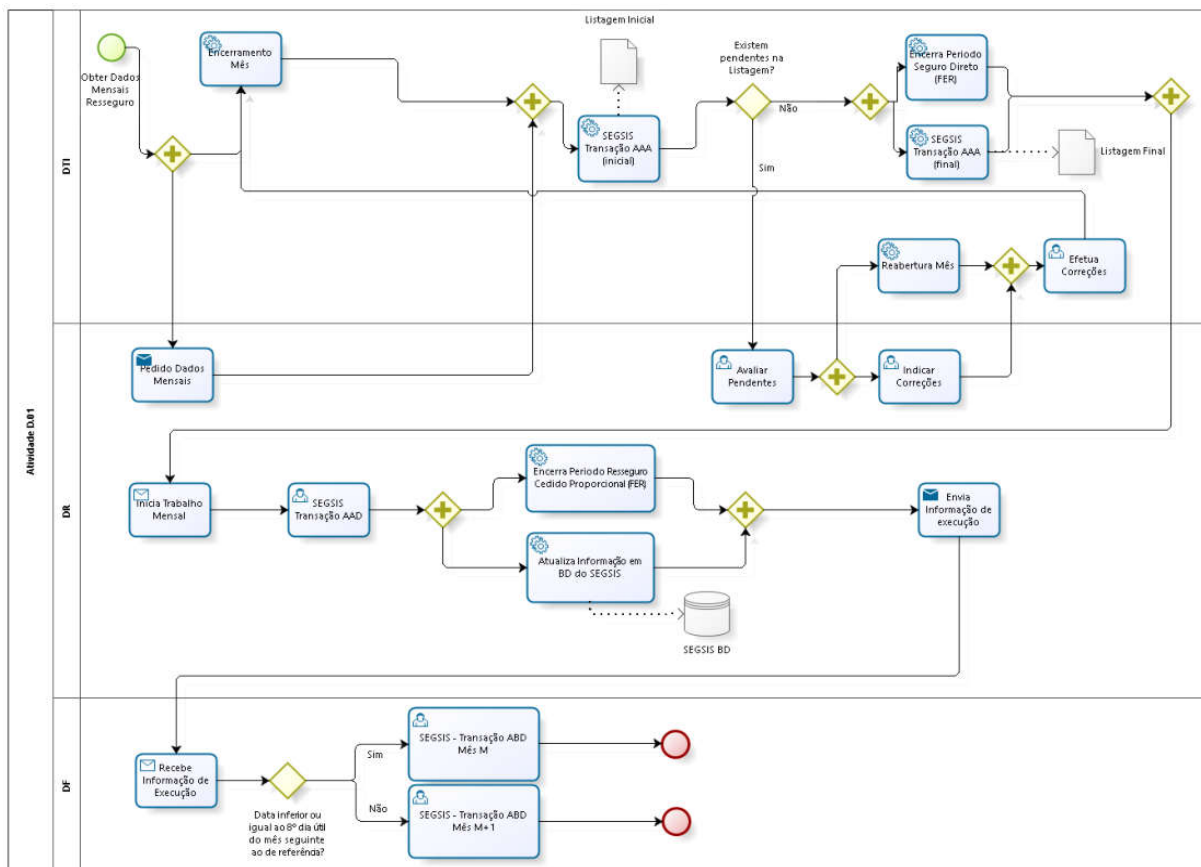 Atividade D.01
DTI
Obter Dados
Mensais
Resseguro
Encerramento
Mês
Listagem Inicial
SEGSIS
Transação AAA
(inicial)
Existem
pendentes na
Listagem?
Não
Sim
Encerra Periodo
Seguro Direto
(FER)
SEGSIS
Transação AAA
(final)
Listagem Final
Reabertura Mês
Efetua
Correções
DR
Pedido Dados
Mensais
Avaliar
Pendentes
Indicar
Correções
Inicia Trabalho
Mensal
SEGSIS
Transação AAD
Encerra Periodo Resseguro
Cedido Proporcional (FER)
Atualiza Informação em
BD do SEGSIS
SEGSIS BD
Envia
Informação de
execução
DF
Recebe
Informação de
Execução
Data inferior ou
igual ao 8º dia útil
do mês seguinte
ao de referência?
Sim
Não
SEGSIS - Transação ABD
Mês M
SEGSIS - Transação ABD
Mês M+1